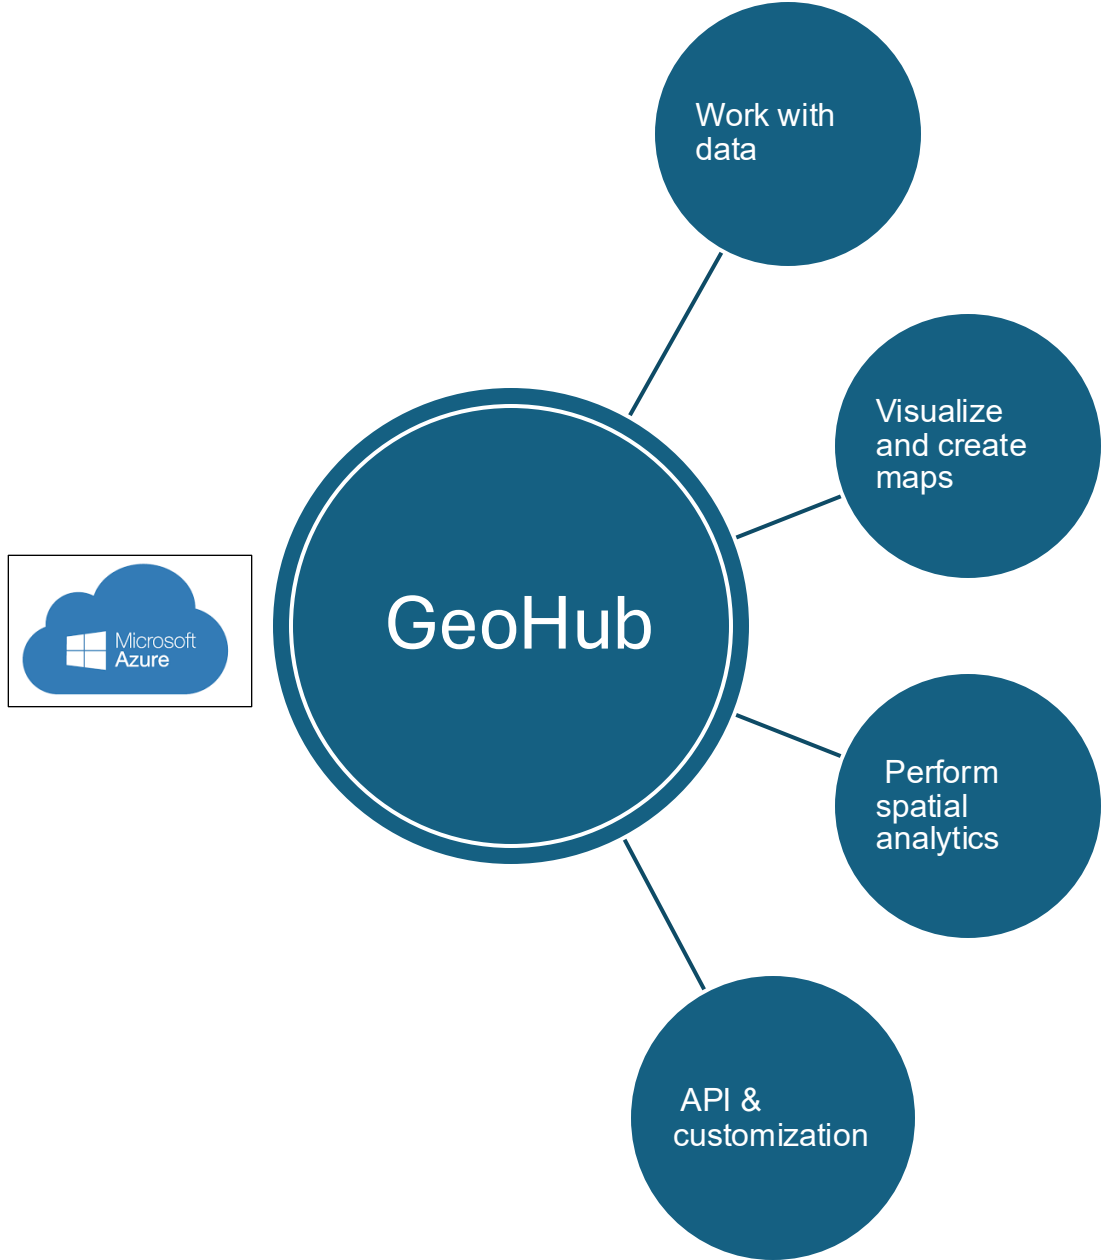 Work with
data
Visualize
and create
maps
GeoHub
Microsoft
Azure
Perform
spatial
analytics
API &
customization